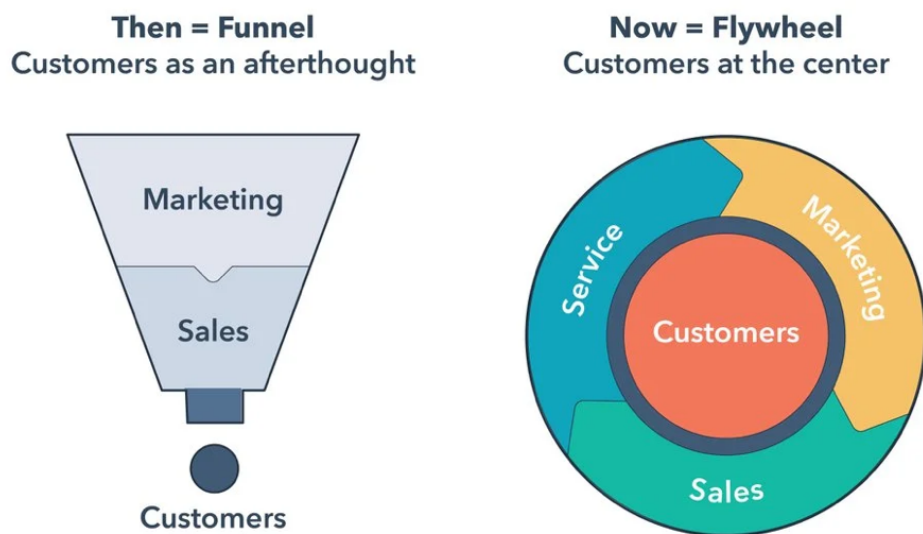 Then = Funnel
Customers as an afterthought
Marketing
Sales
Customers
Now = Flywheel
Customers at the center
Service
Marketing
Customers
Sales